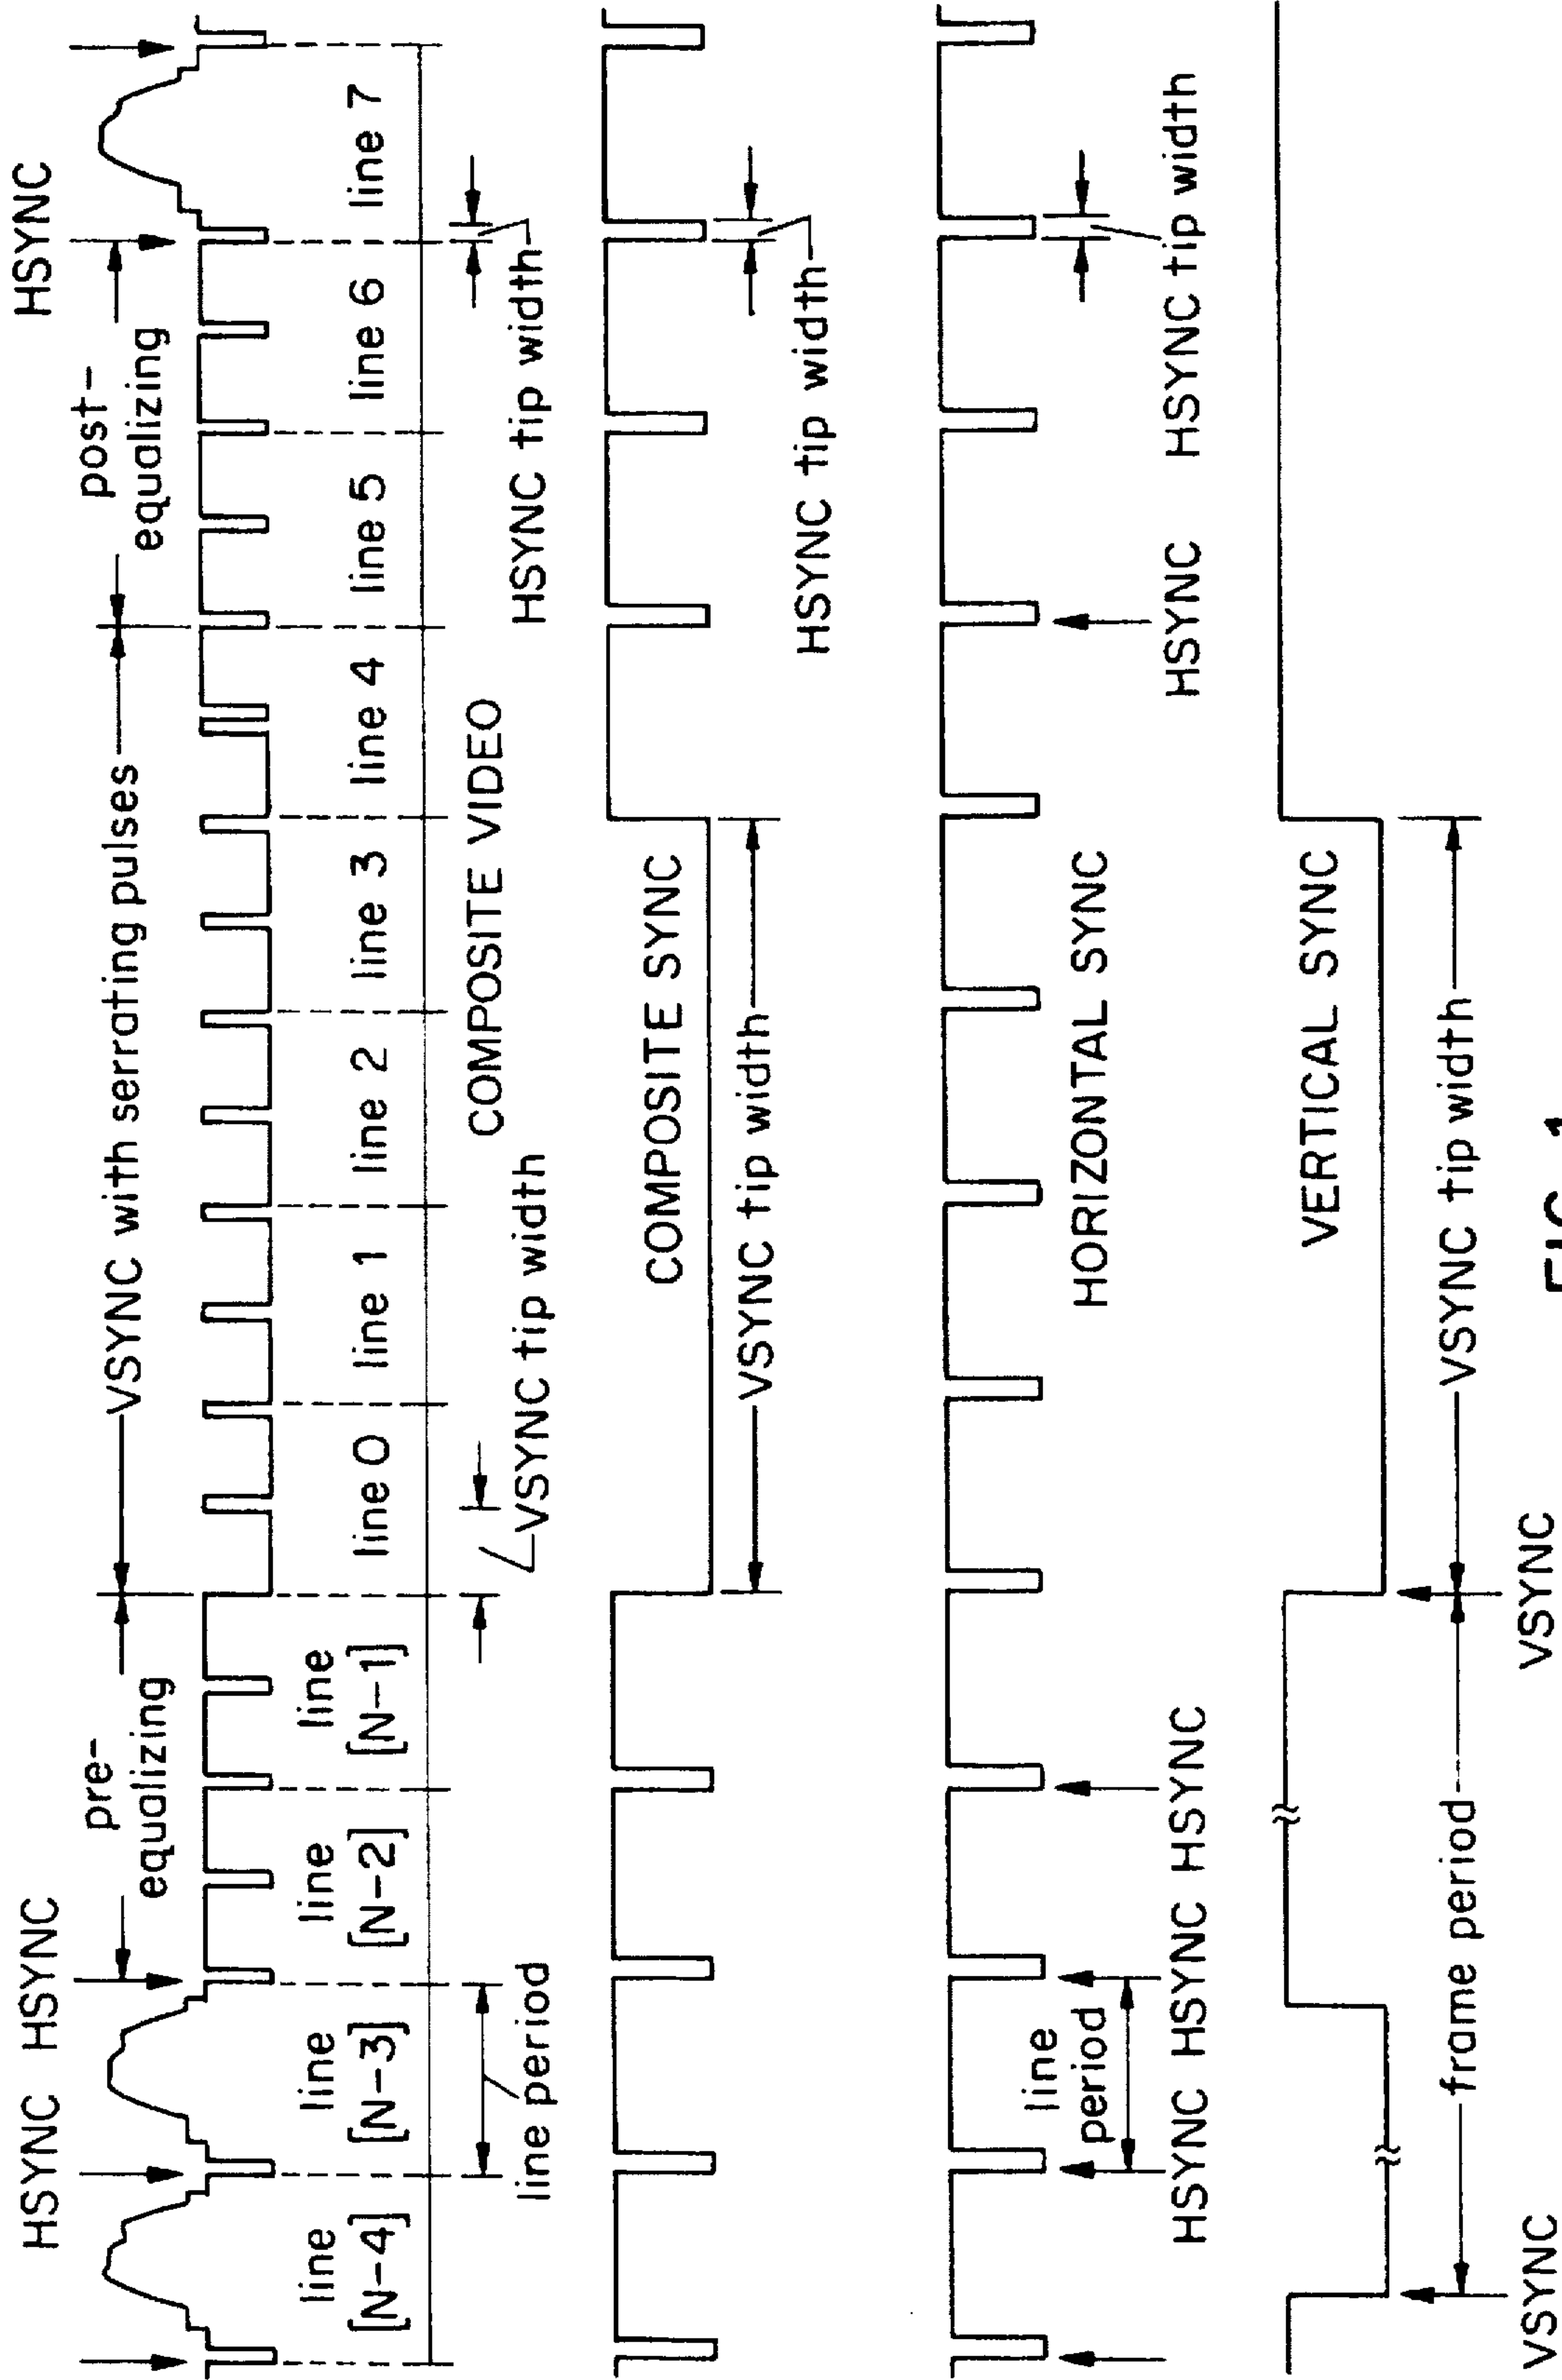 HSYNC HSYNC
HSYNC
pre-
equalizing
VSYNC with serrating pulses
post-
equalizing
line
[N-4]
line
[N-3]
line
[N-2]
line
[N-1]
line 0
line 1
line 2
line 3
line 4
line 5
line 6
line 7
COMPOSITE VIDEO
line period
VSYNC tip width
HSYNC tip width
COMPOSITE SYNC
VSYNC tip width
HSYNC tip width
line
period
HORIZONTAL SYNC
HSYNC HSYNC HSYNC
HSYNC
HSYNC tip width
VERTICAL SYNC
frame period
VSYNC tip width
VSYNC
VSYNC
FIG. 1